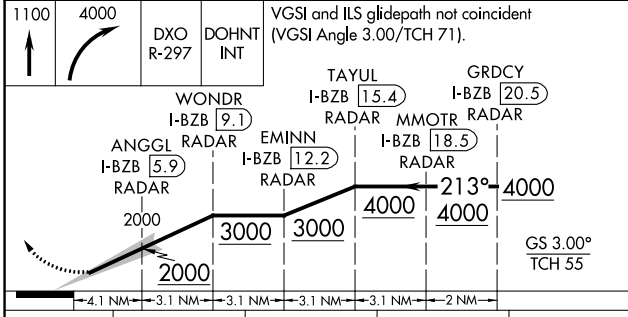 1100
4000
DXO
R-297
DOHNT
INT
VGSI and ILS glidepath not coincident
(VGSI Angle 3.00/TCH 71).
GRDCY
I-BZB 20.5
RADAR
TAYUL
I-BZB 15.4
RADAR
MMOTR
I-BZB 18.5
RADAR
WONDR
I-BZB 9.1
RADAR
EMINN
I-BZB 12.2
RADAR
ANGGL
I-BZB 5.9
RADAR
2000
2000
3000
3000
4000
213°
4000
4000
GS 3.00°
TCH 55
4.1 NM
3.1 NM
3.1 NM
3.1 NM
3.1 NM
2 NM